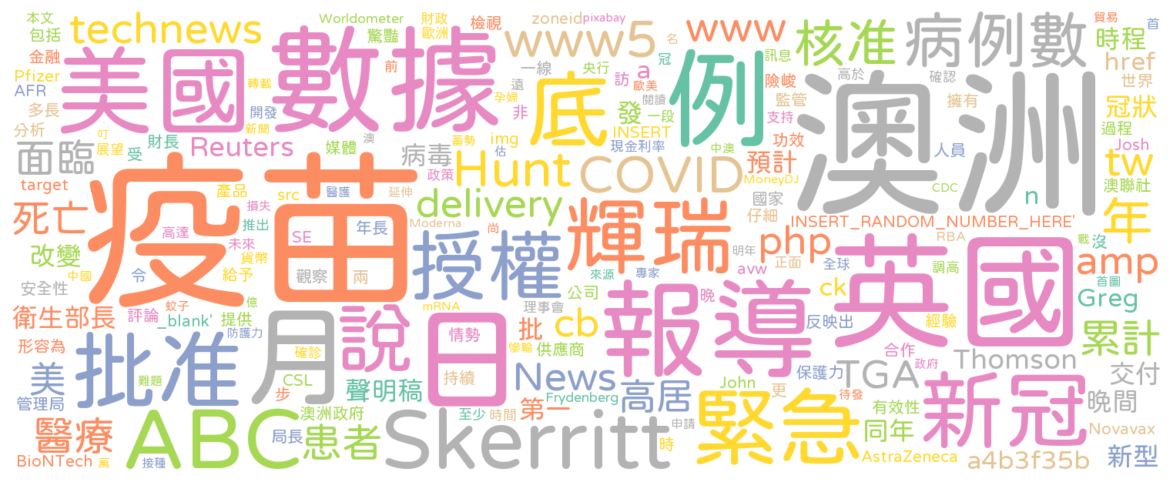 本文 Worldometer 財政 檢視 zoneid pixabay 貿易 首
包括 technews 驚豔 歐洲 www5 www 核准 病例數 時程
金融 美國 數據 前 底 例 訊息 澳洲 href
Pfizer 轉載 一線 央行 訪 a 冠 險峻 高於 確認 世界
AFR 開發 遠 歐美 名 監管 擁有 冠狀
多長 孕婦 非 發 一段 閱讀 支持 過程
分析 叮 新聞 媒體 澳 img INSERT 功效 人員 Josh
展望 受 財長 Reuters 病毒 蓄勢 估 現金利率 中澳 預計 tw
面臨 政策 Hunt COVID MoneyDJ CDC 澳聯社
target 疫苗 產品 src 醫護 延伸 delivery 國家 n 年
死亡 損失 推出 SE 年長 Moderna 輝瑞 仔細 INSERT_RANDOM_NUMBER_HERE'
改變 高達 未來 觀察 兩 尚 授權 php RBA 戰 沒 amp
中國 令 給予 貨幣 來源 專家 明年 avw 正面 全球 英國 調高 首圖
安全性 蚊子 億 mRNA 公司 報導 晚 ck Greg
衛生部長 評論 _blank' 提供 月 說 日 理事會 批 cb 反映出 經驗 累計
形容為 防護力 情勢 慘輸 供應商 合作 政府
美 批准 確診 News 高居 John 保護力 TGA Thomson 交付
管理局 難題 CSL 持續 聲明稿 Frydenberg 更 待發 新冠 晚間
步 澳洲政府 至少 時間 第一 緊急 有效性
醫療 ABC 局長 患者 Skerritt 申請 時 同年 Novavax
BioNTech 萬 接種 AstraZeneca a4b3f35b 新型